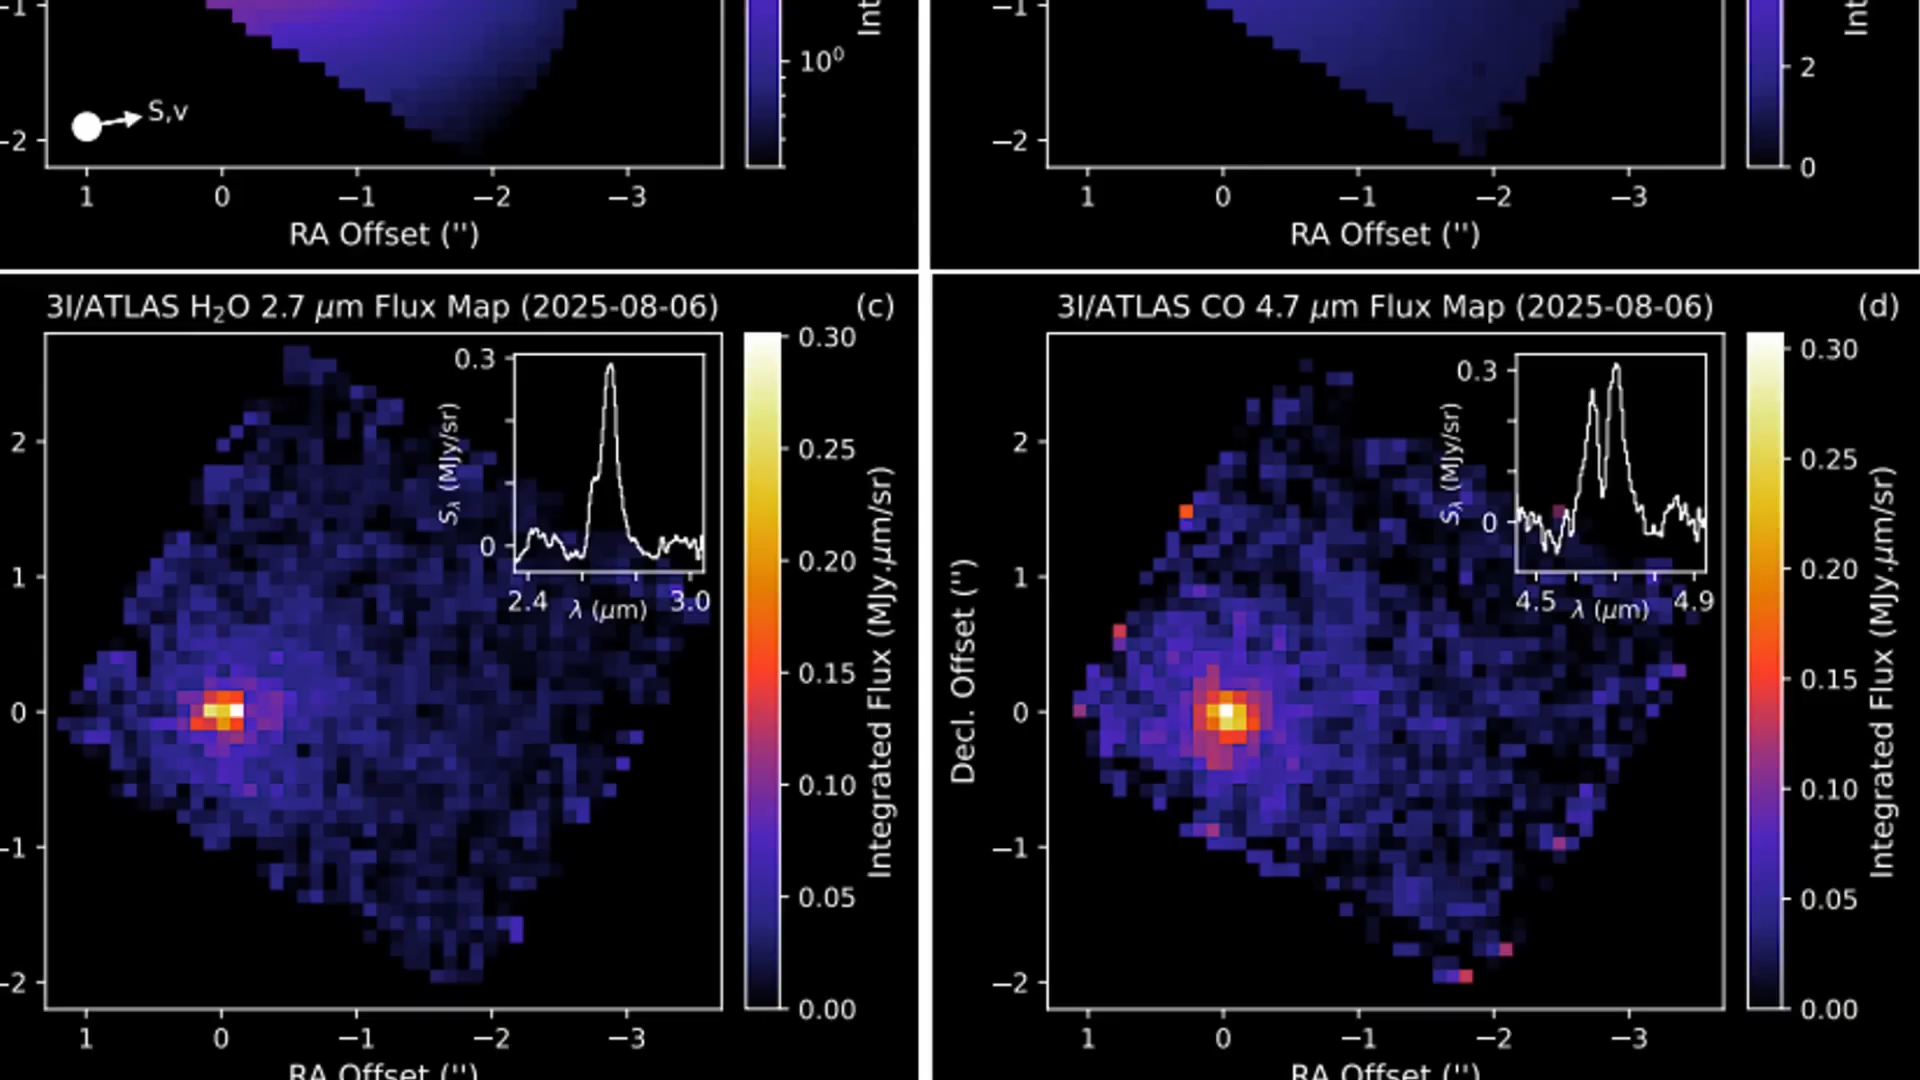 −1
10⁰
Int
S,v
−2
1 0 −1 −2 −3
RA Offset ('')
−1
2
Int
−2
0
1 0 −1 −2 −3
RA Offset ('')
3I/ATLAS H₂O 2.7 μm Flux Map (2025-08-06) (c)
0.3
0
Sλ (MJy/sr)
2.4 λ (μm) 3.0
2
1
0
−1
−2
1 0 −1 −2 −3
RA Offset ('')
0.30
0.25
0.20
0.15
0.10
0.05
0.00
Integrated Flux (MJy.μm/sr)
3I/ATLAS CO 4.7 μm Flux Map (2025-08-06) (d)
0.3
0
Sλ (MJy/sr)
4.5 λ (μm) 4.9
Decl. Offset ('')
2
1
0
−1
−2
1 0 −1 −2 −3
RA Offset ('')
0.30
0.25
0.20
0.15
0.10
0.05
0.00
Integrated Flux (MJy.μm/sr)